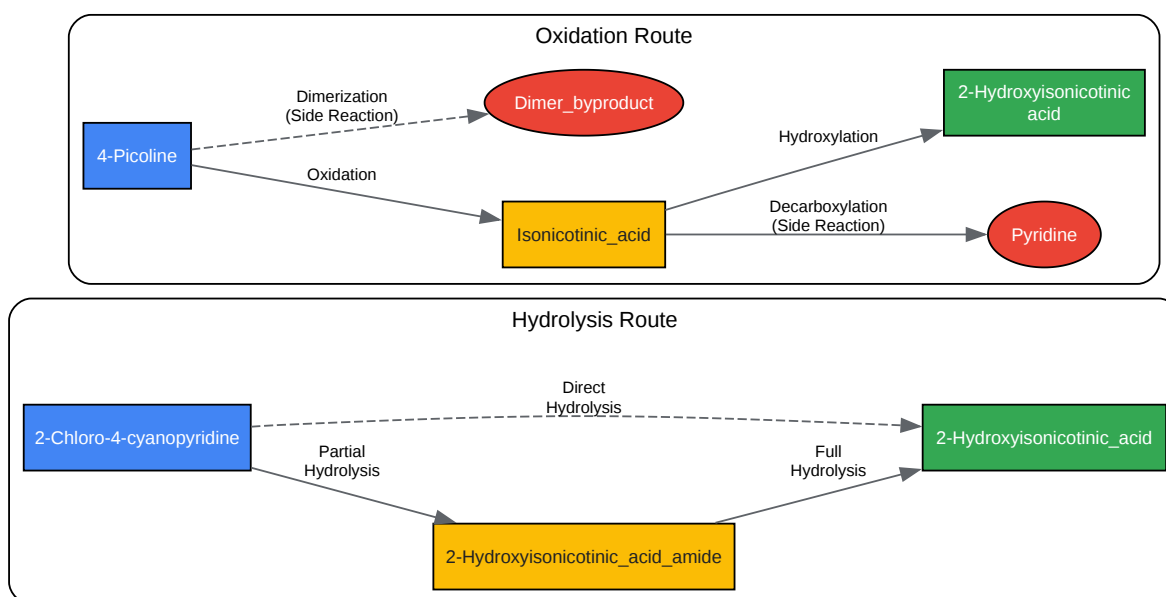 Oxidation Route
Dimerization
(Side Reaction)
Dimer_byproduct
2-Hydroxyisonicotinic
acid
4-Picoline
Hydroxylation
Oxidation
Isonicotinic_acid
Decarboxylation
(Side Reaction)
Pyridine
Hydrolysis Route
Direct
Hydrolysis
2-Chloro-4-cyanopyridine
2-Hydroxyisonicotinic_acid
Partial
Hydrolysis
Full
Hydrolysis
2-Hydroxyisonicotinic_acid_amide